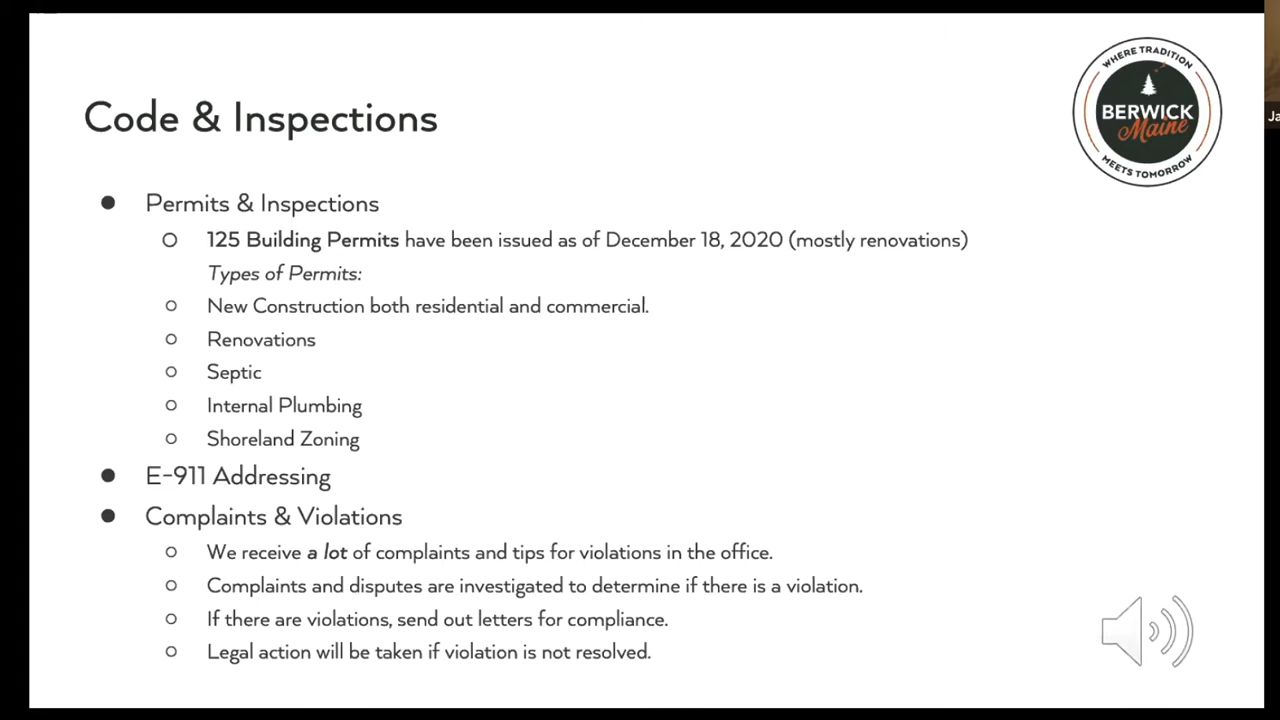 WHERE TRADITION
BERWICK
Maine
MEETS TOMORROW
Ja
Code & Inspections
Permits & Inspections
125 Building Permits have been issued as of December 18, 2020 (mostly renovations)
Types of Permits:
New Construction both residential and commercial.
Renovations
Septic
Internal Plumbing
Shoreland Zoning
E-911 Addressing
Complaints & Violations
We receive a lot of complaints and tips for violations in the office.
Complaints and disputes are investigated to determine if there is a violation.
If there are violations, send out letters for compliance.
Legal action will be taken if violation is not resolved.